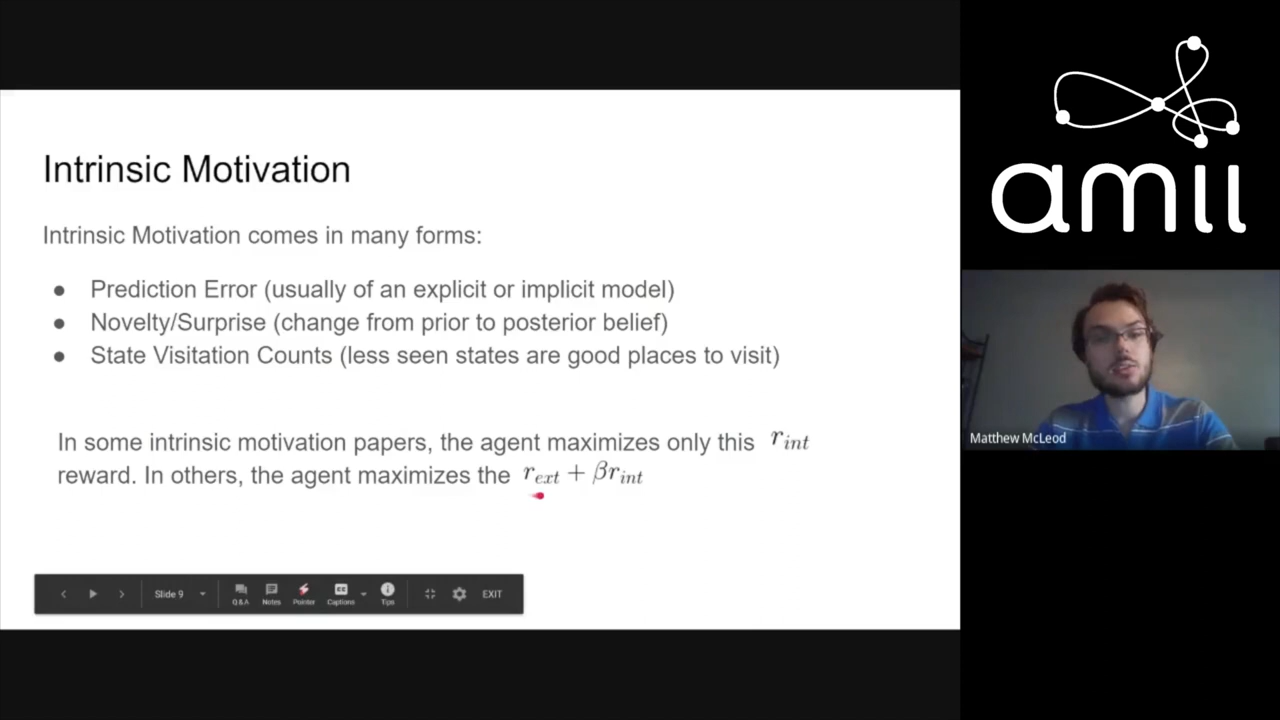 Intrinsic Motivation
Intrinsic Motivation comes in many forms:
● Prediction Error (usually of an explicit or implicit model)
● Novelty/Surprise (change from prior to posterior belief)
● State Visitation Counts (less seen states are good places to visit)
In some intrinsic motivation papers, the agent maximizes only this r_int
reward. In others, the agent maximizes the r_ext + βr_int
Slide 9
Q&A Notes Pointer Captions Tips EXIT
CC
amii
Matthew McLeod